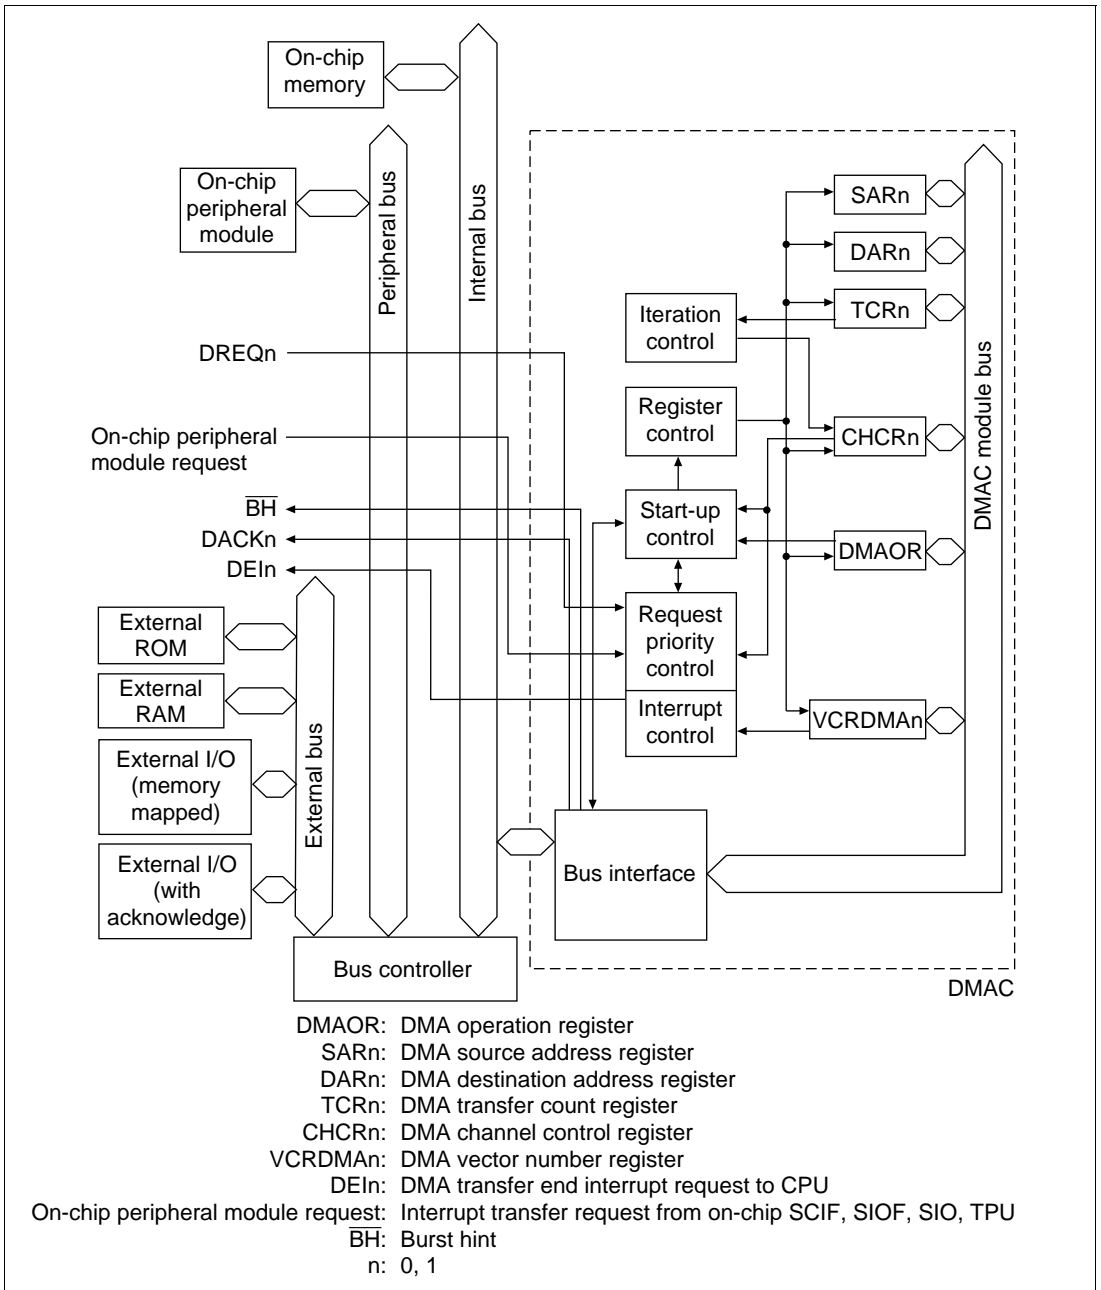 On-chip
memory
On-chip
peripheral
module
Peripheral bus
Internal bus
SARn
DARn
TCRn
Iteration
control
DREQn
Register
control
On-chip peripheral
module request
CHCRn
DMAC module bus
B̅H̅
Start-up
control
DACKn
DMAOR
DEIn
External
ROM
Request
priority
control
External
RAM
Interrupt
control
VCRDMAn
External I/O
(memory
mapped)
External bus
External I/O
(with
acknowledge)
Bus interface
Bus controller
DMAC
DMAOR: DMA operation register
SARn: DMA source address register
DARn: DMA destination address register
TCRn: DMA transfer count register
CHCRn: DMA channel control register
VCRDMAn: DMA vector number register
DEIn: DMA transfer end interrupt request to CPU
On-chip peripheral module request: Interrupt transfer request from on-chip SCIF, SIOF, SIO, TPU
B̅H̅: Burst hint
n: 0, 1